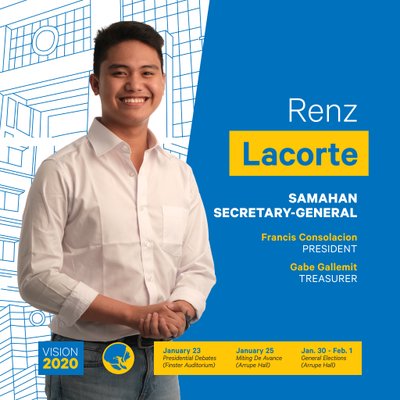 Renz
Lacorte
SAMAHAN
SECRETARY-GENERAL
Francis Consolacion
PRESIDENT
Gabe Gallemit
TREASURER
VISION
2020
January 23
Presidential Debates
(Finster Auditorium)
January 25
Miting De Avance
(Arrupe Hall)
Jan. 30 - Feb. 1
General Elections
(Arrupe Hall)